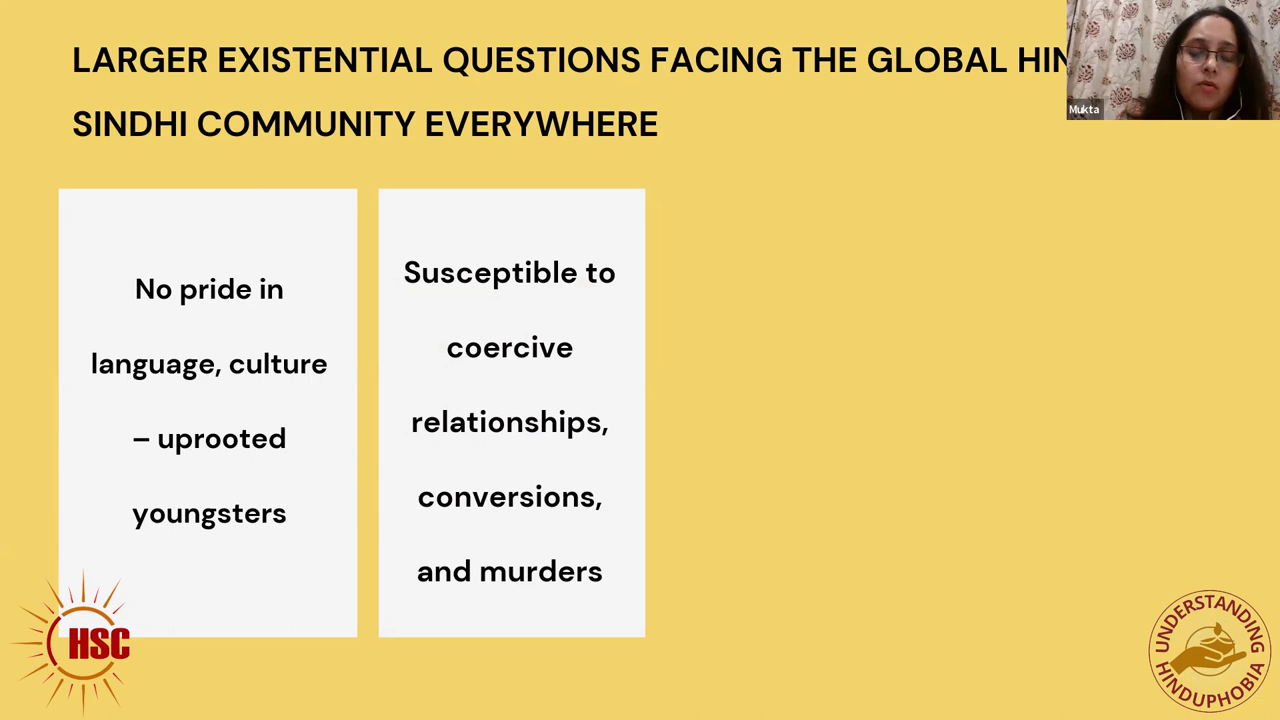 LARGER EXISTENTIAL QUESTIONS FACING THE GLOBAL
SINDHI COMMUNITY EVERYWHERE
Mukta
No pride in
language, culture
– uprooted
youngsters
Susceptible to
coercive
relationships,
conversions,
and murders
HSC
UNDERSTANDING
HINDUPHOBIA